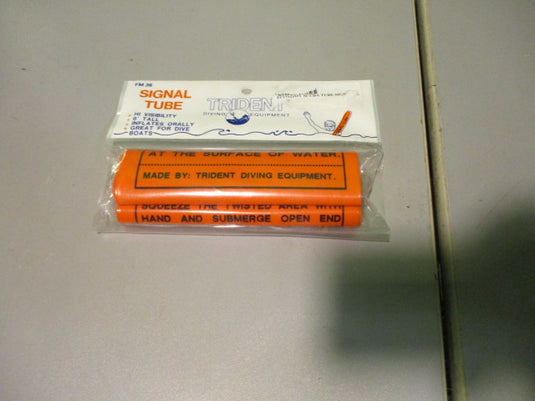 FM 36
SIGNAL
TUBE
HI VISIBILITY
6' TALL
INFLATES ORALLY
GREAT FOR DIVE
BOATS
TRIDENT
DIVING EQUIPMENT
AT THE SURFACE OF WATER.
MADE BY: TRIDENT DIVING EQUIPMENT.
SQUEEZE THE TWISTED AREA WITH
HAND AND SUBMERGE OPEN END